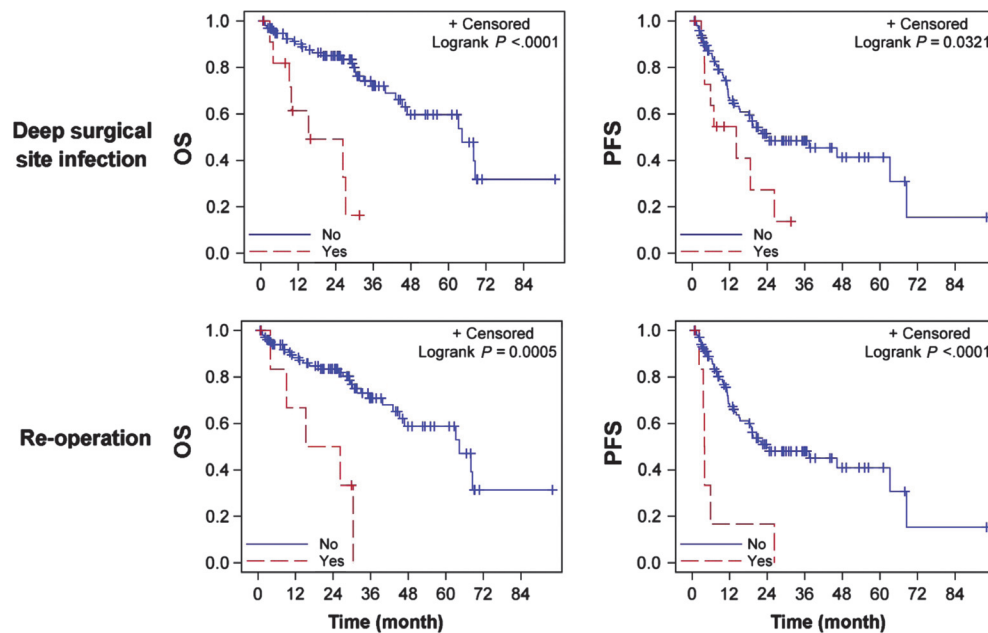 + Censored
Logrank P <.0001
1.0
0.8
0.6
0.4
0.2
0.0
OS
No
Yes
0 12 24 36 48 60 72 84
+ Censored
Logrank P = 0.0321
1.0
0.8
0.6
0.4
0.2
0.0
PFS
No
Yes
0 12 24 36 48 60 72 84
Deep surgical
site infection
+ Censored
Logrank P = 0.0005
1.0
0.8
0.6
0.4
0.2
0.0
OS
No
Yes
0 12 24 36 48 60 72 84
Time (month)
+ Censored
Logrank P <.0001
1.0
0.8
0.6
0.4
0.2
0.0
PFS
No
Yes
0 12 24 36 48 60 72 84
Time (month)
Re-operation